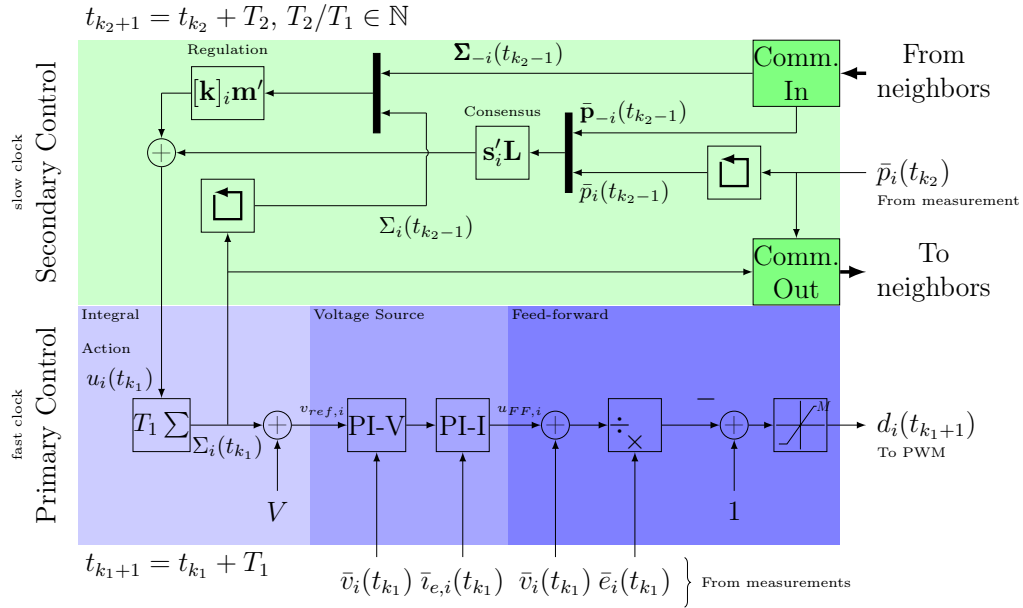 t_{k_2+1} = t_{k_2} + T_2, T_2/T_1 ∈ ℕ
Secondary Control
slow clock
Regulation
[𝐤]_i 𝐦′
𝚺_{−i}(t_{k_2−1})
Comm.
In
From
neighbors
Consensus
𝐬′_i 𝐋
𝐩̄_{−i}(t_{k_2−1})
p̄_i(t_{k_2−1})
p̄_i(t_{k_2})
From measurement
Σ_i(t_{k_2−1})
Comm.
Out
To
neighbors
Primary Control
fast clock
Integral
Action
Voltage Source
Feed-forward
u_i(t_{k_1})
T_1 ∑
Σ_i(t_{k_1})
+
+
v_{ref,i}
PI-V
PI-I
u_{FF,i}
+
÷
×
−
+
M
d_i(t_{k_1+1})
To PWM
V
1
t_{k_1+1} = t_{k_1} + T_1
v̄_i(t_{k_1})
ı̄_{e,i}(t_{k_1})
v̄_i(t_{k_1})
ē_i(t_{k_1})
} From measurements